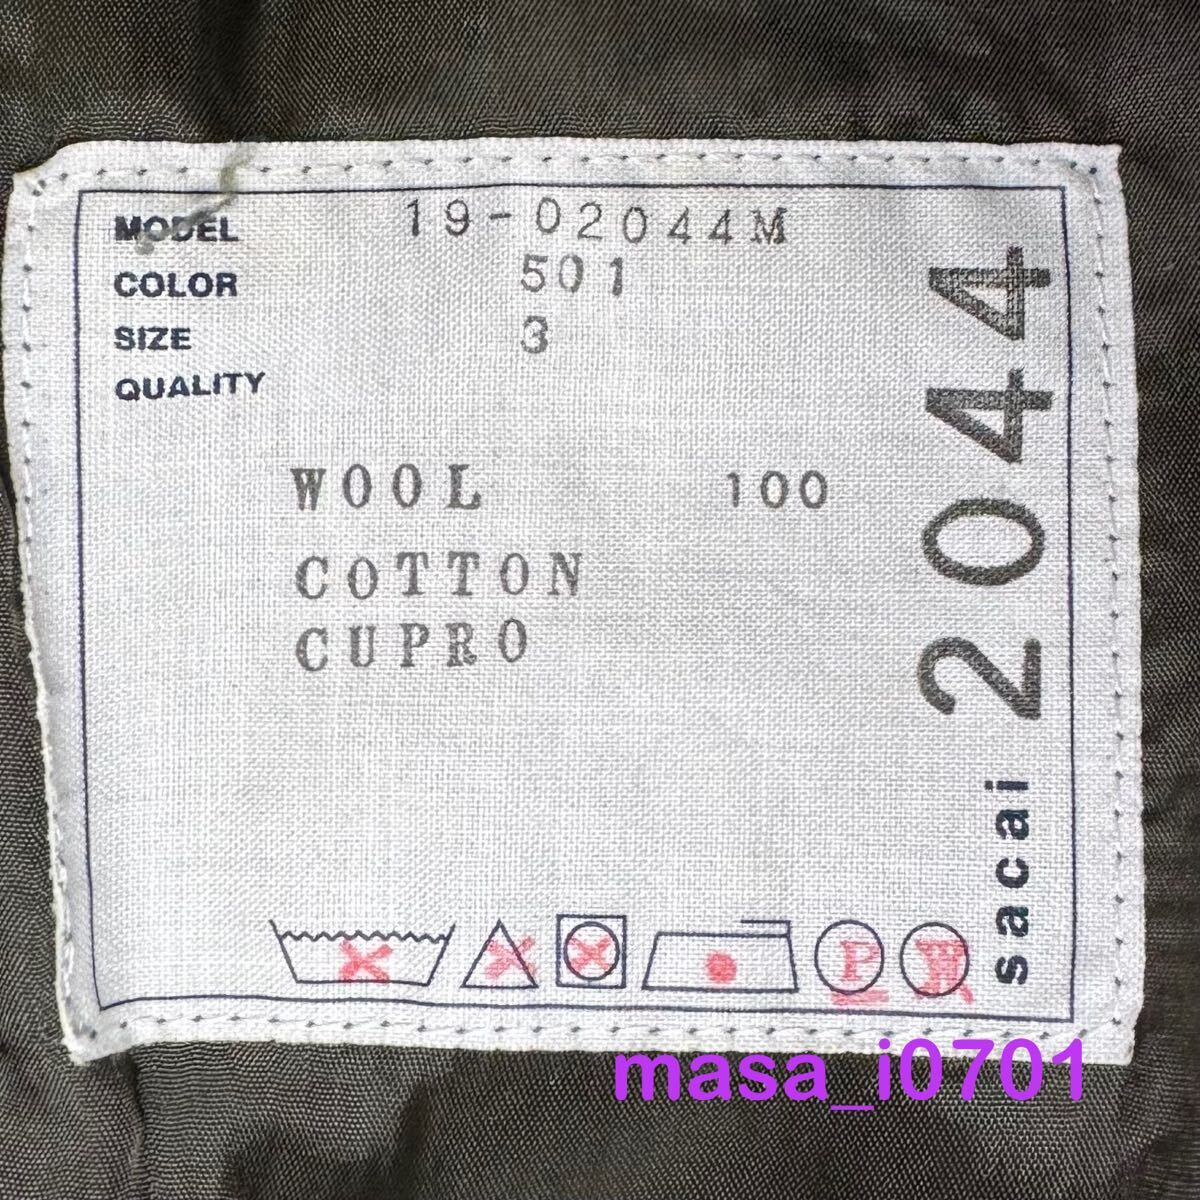 MODEL 19-02044M
COLOR 501
SIZE 3
QUALITY
WOOL 100
COTTON
CUPRO
sacai 2044
P W
masa_i0701